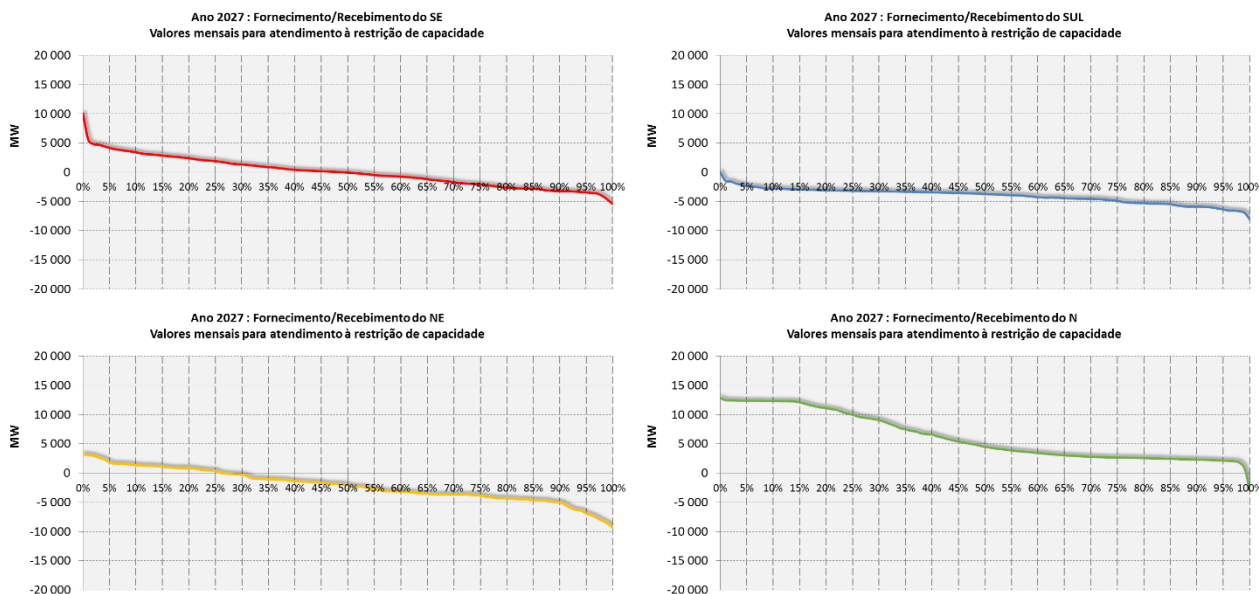 Ano 2027 : Fornecimento/Recebimento do SE
Valores mensais para atendimento à restrição de capacidade
20 000
15 000
10 000
5 000
0
-5 000
-10 000
-15 000
-20 000
MW
0% 5% 10% 15% 20% 25% 30% 35% 40% 45% 50% 55% 60% 65% 70% 75% 80% 85% 90% 95% 100%
Ano 2027 : Fornecimento/Recebimento do SUL
Valores mensais para atendimento à restrição de capacidade
20 000
15 000
10 000
5 000
0
-5 000
-10 000
-15 000
-20 000
MW
0% 5% 10% 15% 20% 25% 30% 35% 40% 45% 50% 55% 60% 65% 70% 75% 80% 85% 90% 95% 100%
Ano 2027 : Fornecimento/Recebimento do NE
Valores mensais para atendimento à restrição de capacidade
20 000
15 000
10 000
5 000
0
-5 000
-10 000
-15 000
-20 000
MW
0% 5% 10% 15% 20% 25% 30% 35% 40% 45% 50% 55% 60% 65% 70% 75% 80% 85% 90% 95% 100%
Ano 2027 : Fornecimento/Recebimento do N
Valores mensais para atendimento à restrição de capacidade
20 000
15 000
10 000
5 000
0
-5 000
-10 000
-15 000
-20 000
MW
0% 5% 10% 15% 20% 25% 30% 35% 40% 45% 50% 55% 60% 65% 70% 75% 80% 85% 90% 95% 100%